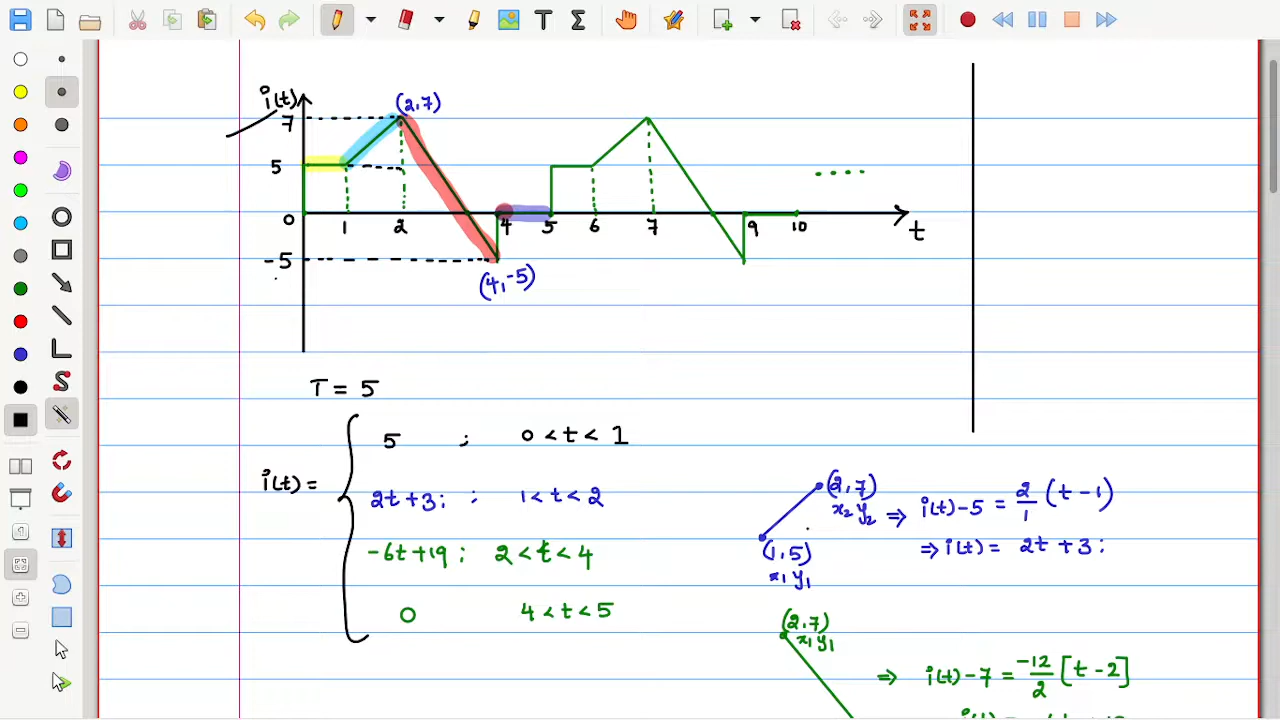 i(t)
(2,7)
7
5
0 1 2 4 5 6 7 9 10
t
-5
(4,-5)
T = 5
5 ; 0 < t < 1
i(t) =
2t+3; ; 1 < t < 2
-6t+19 ; 2 < t < 4
0 4 < t < 5
(2,7)
x2 y2
⇒ i(t)-5 = 2/1 (t-1)
(1,5)
x1 y1
⇒ i(t) = 2t+3;
(2,7)
x1 y1
⇒ i(t)-7 = -12/2 [t-2]